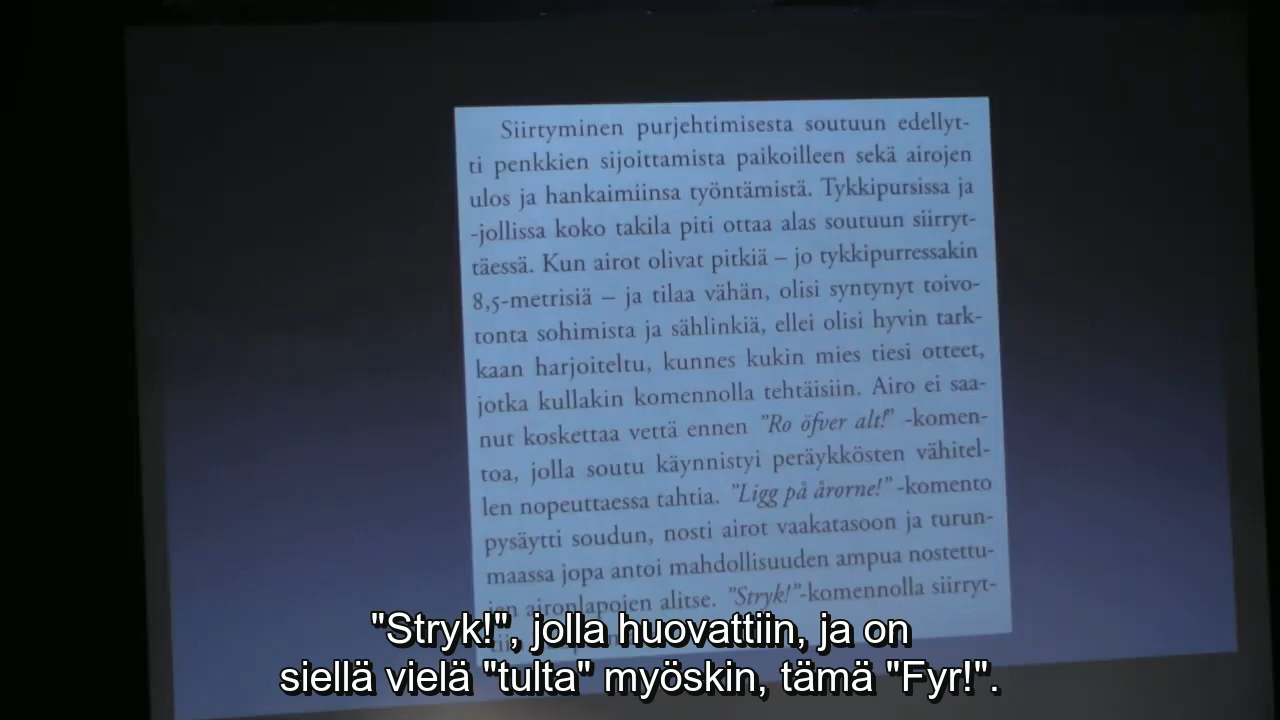 Siirtyminen purjehtimisesta soutuun edellyt-
ti penkkien sijoittamista paikoilleen sekä airojen
ulos ja hankaimiinsa työntämistä. Tykkipursissa ja
-jollissa koko takila piti ottaa alas soutuun siirryt-
täessä. Kun airot olivat pitkiä – jo tykkipurressakin
8,5-metrisiä – ja tilaa vähän, olisi syntynyt toivo-
tonta sohimista ja sählinkiä, ellei olisi hyvin tark-
kaan harjoiteltu, kunnes kukin mies tiesi otteet,
jotka kullakin komennolla tehtäisiin. Airo ei saa-
nut koskettaa vettä ennen "Ro öfver alt!" -komen-
toa, jolla soutu käynnistyi peräykkösten vähitel-
len nopeuttaessa tahtia. "Ligg på årorne!" -komento
pysäytti soudun, nosti airot vaakatasoon ja turun-
maassa jopa antoi mahdollisuuden ampua nostettu-
jen aironlapojen alitse. "Stryk!"-komennolla siirryt-
"Stryk!", jolla huovattiin, ja on
siellä vielä "tulta" myöskin, tämä "Fyr!".